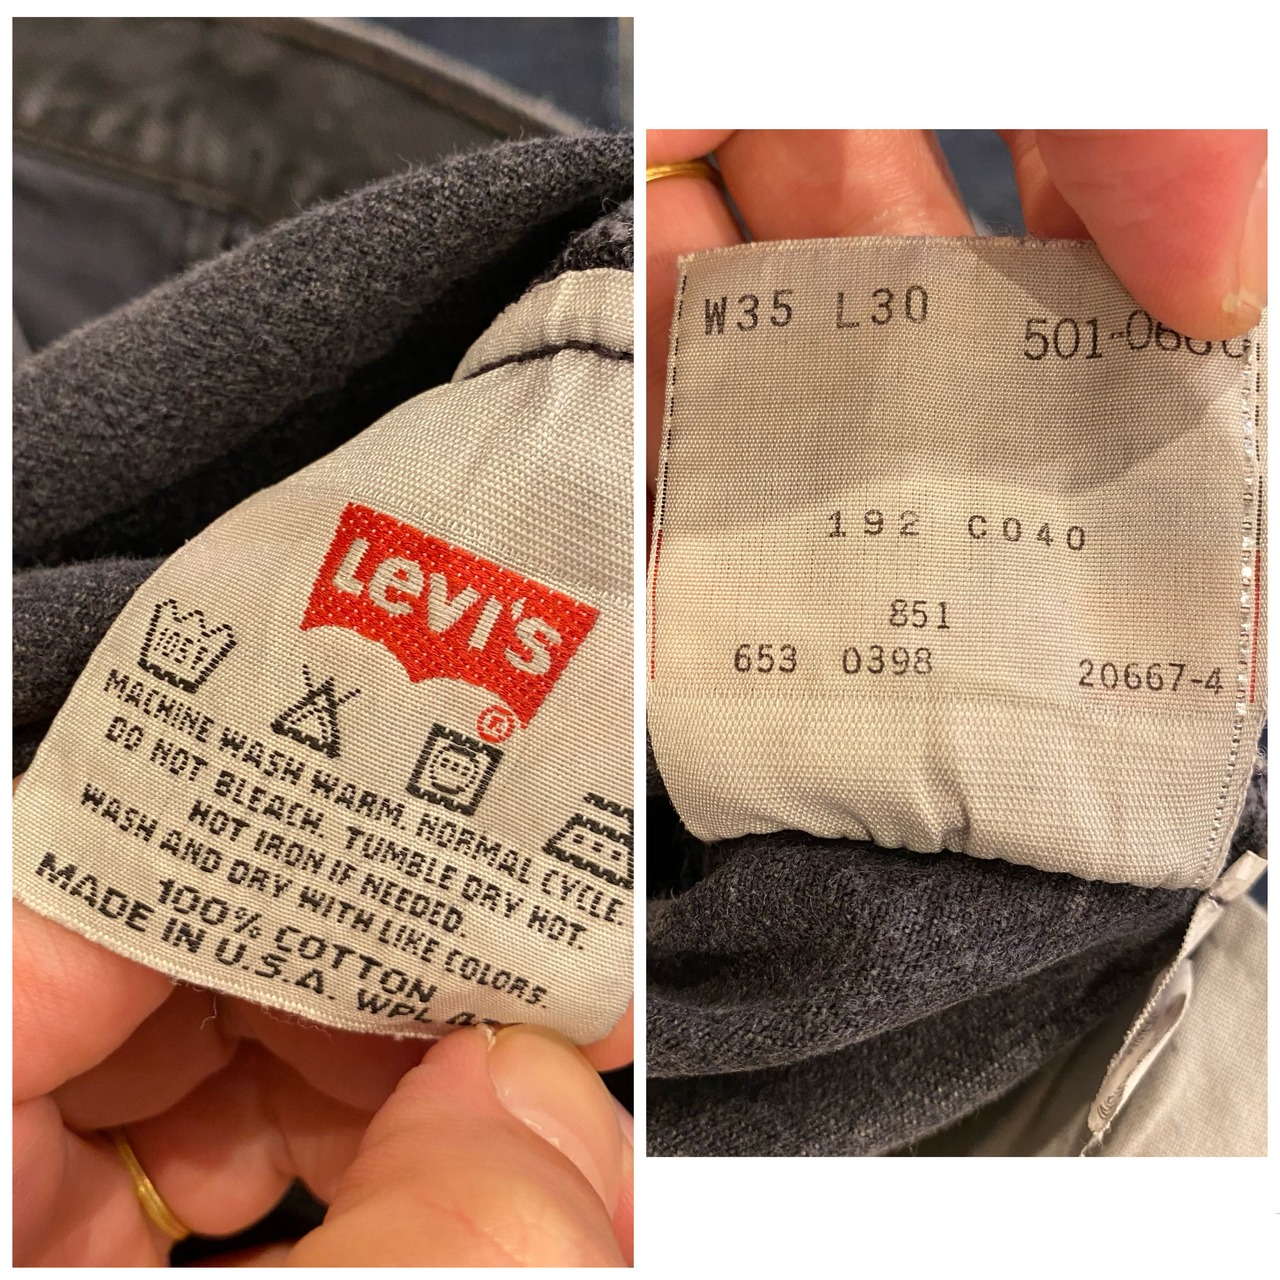 LEVI'S
®
105F
MACHINE WASH WARM. NORMAL CYCLE.
DO NOT BLEACH. TUMBLE DRY HOT.
HOT IRON IF NEEDED.
WASH AND DRY WITH LIKE COLORS.
100% COTTON
MADE IN U.S.A. WPL
W35 L30
192 C040
851
653 0398 20667-4